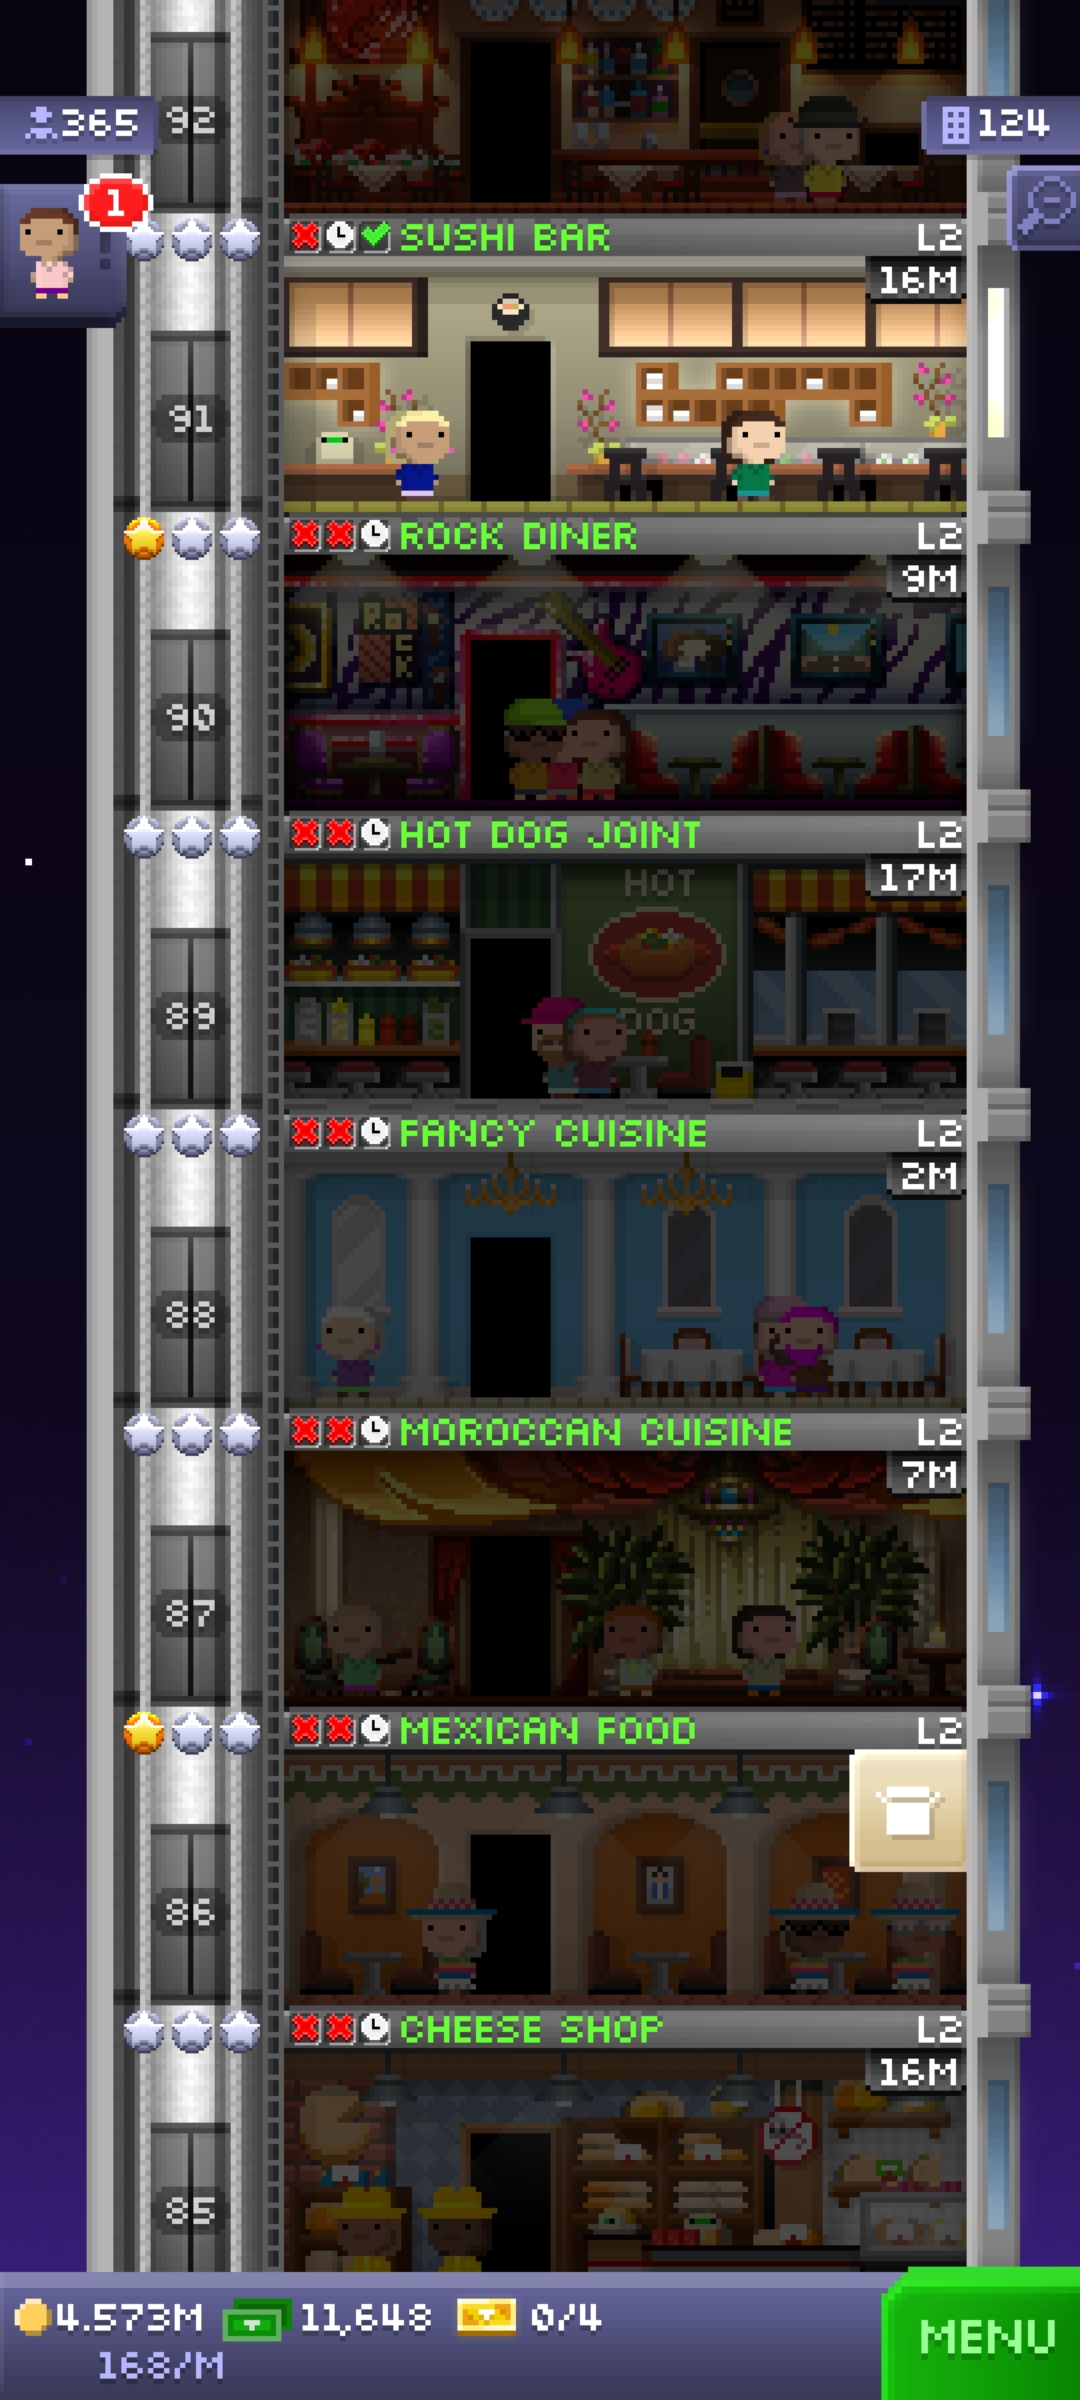 92
365
124
1
SUSHI BAR L2
16M
91
ROCK DINER L2
9M
ROCK
90
HOT DOG JOINT L2
17M
HOT
DOG
89
FANCY CUISINE L2
2M
88
MOROCCAN CUISINE L2
7M
87
MEXICAN FOOD L2
86
CHEESE SHOP L2
16M
85
4.573M 11,648 0/4
168/M
MENU